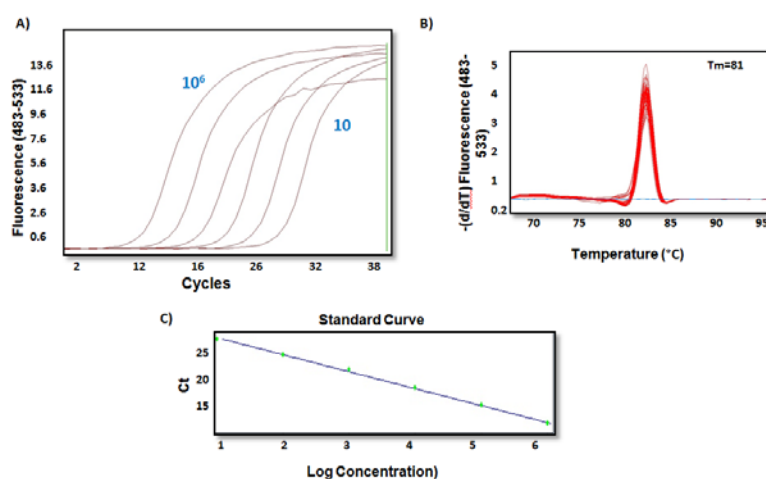 A)
Fluorescence (483-533)
13.6
11.6
9.6
7.6
5.6
3.6
2.6
0.6
10⁶
10
2 12 16 26 32 38
Cycles
B)
-(d/dT) Fluorescence (483-
533)
5
4
3
2
1
0.2
Tm=81
70 75 80 85 90 95
Temperature (°C)
C)
Standard Curve
Ct
25
20
15
1 2 3 4 5 6
Log Concentration)